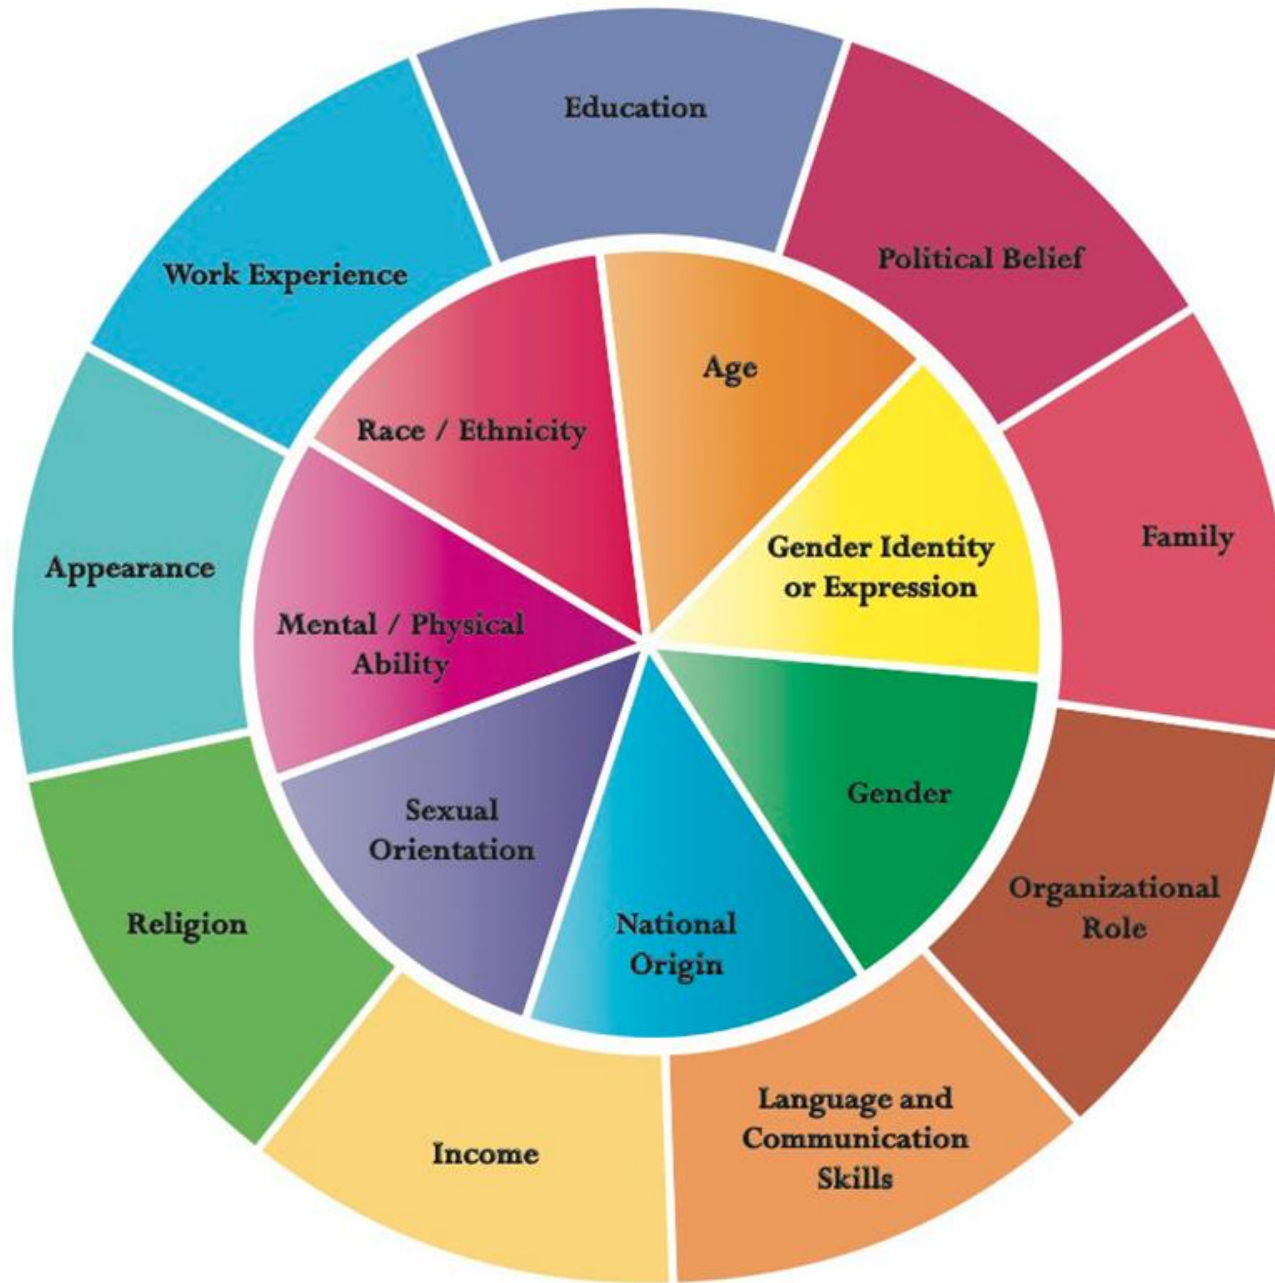 Education
Political Belief
Family
Organizational
Role
Language and
Communication
Skills
Income
Religion
Appearance
Work Experience
Age
Gender Identity
or Expression
Gender
National
Origin
Sexual
Orientation
Mental / Physical
Ability
Race / Ethnicity